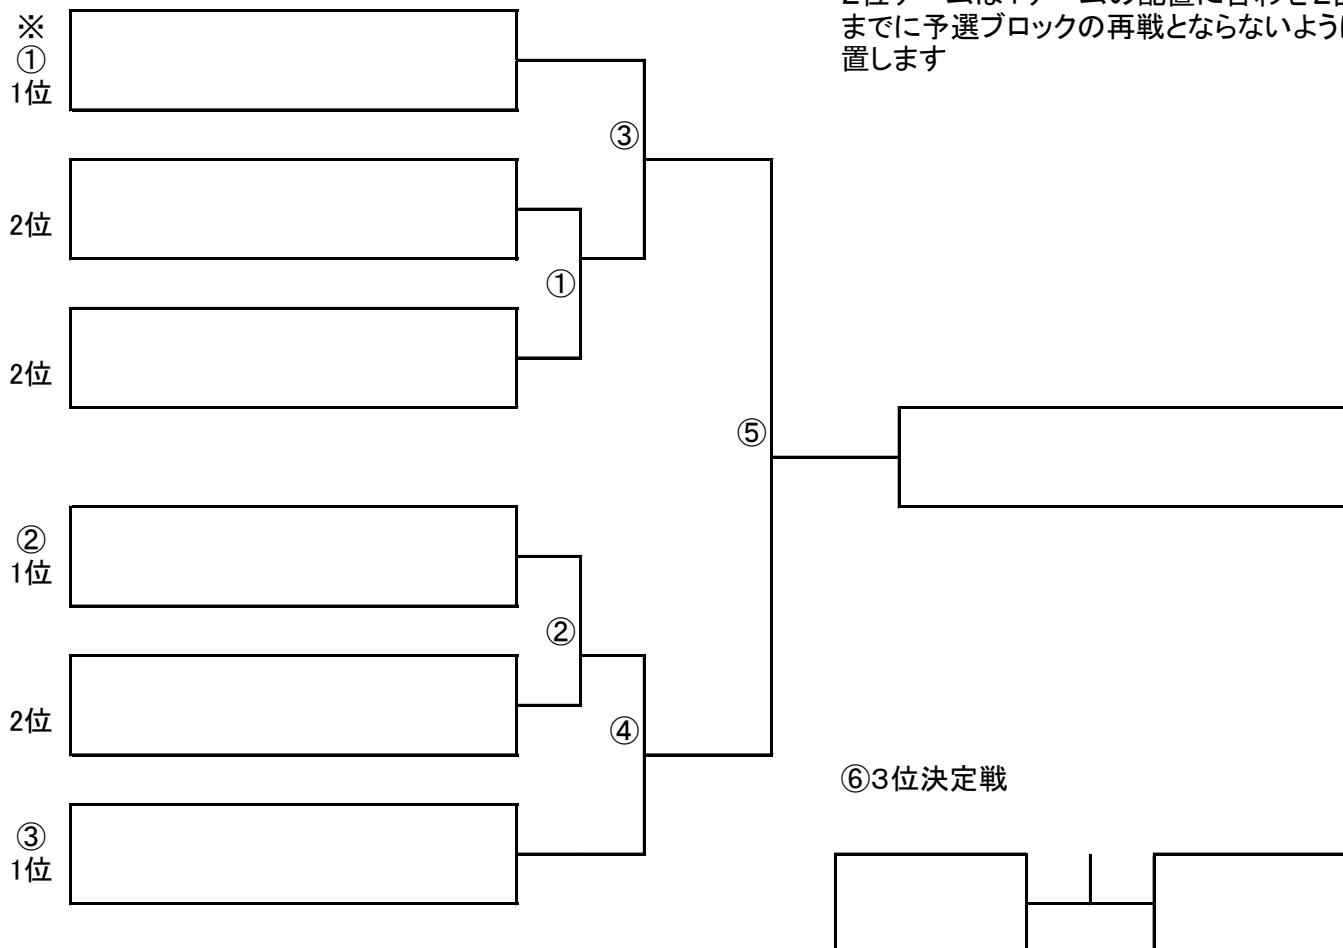 2位チームは1チームの配置に合わせ2
までに予選ブロックの再戦とならないよう
置します
※
①
1位
③
2位
①
2位
⑤
②
1位
②
2位
④
⑥3位決定戦
③
1位